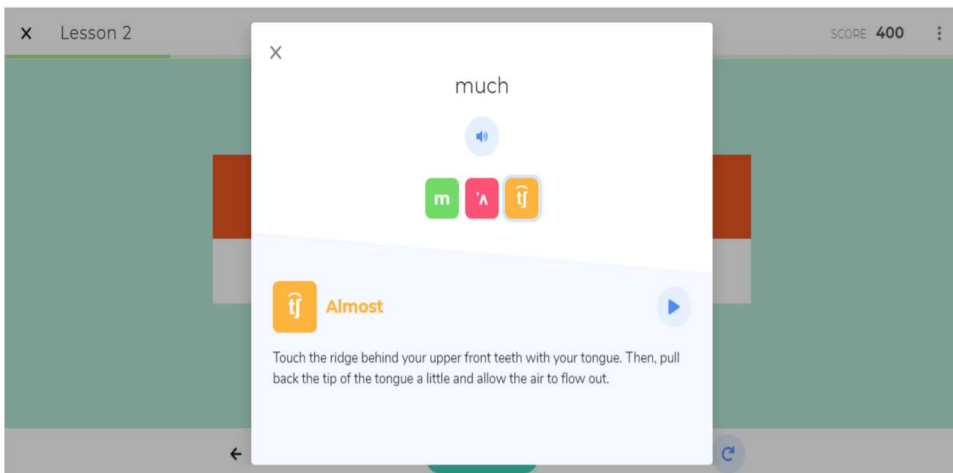 X Lesson 2
SCORE 400
X
much
m ˈʌ t͡ʃ
t͡ʃ Almost
Touch the ridge behind your upper front teeth with your tongue. Then, pull
back the tip of the tongue a little and allow the air to flow out.